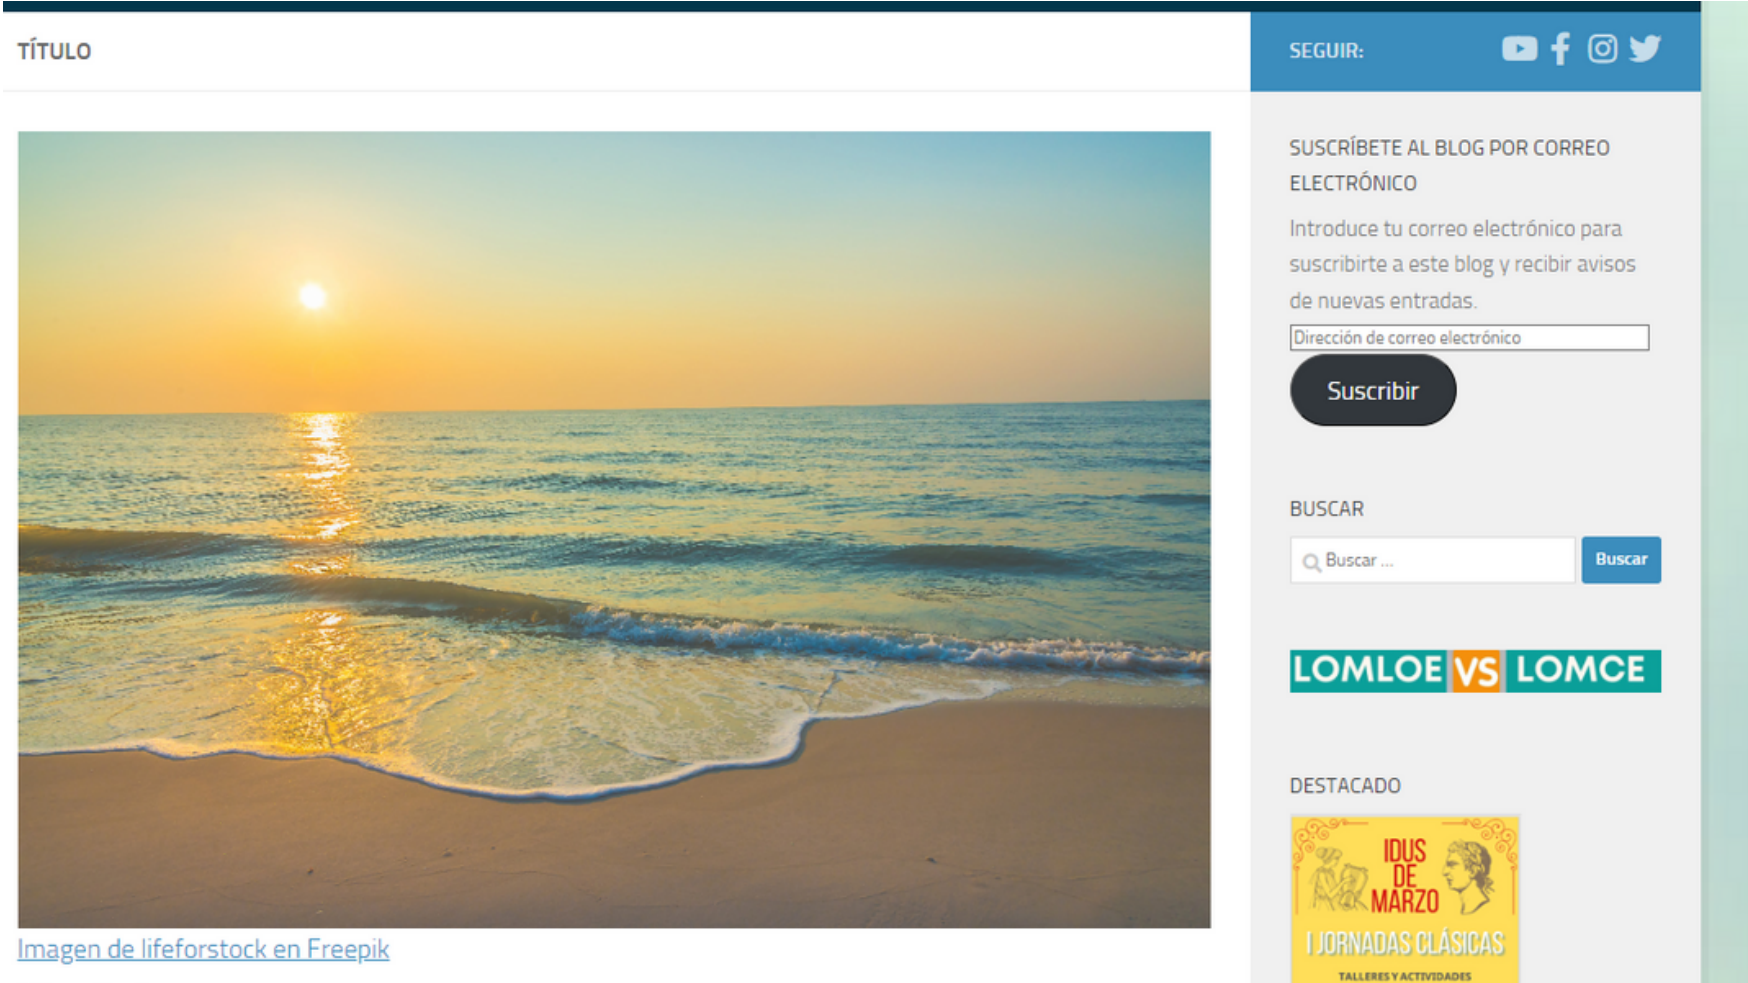 TÍTULO
Imagen de lifeforstock en Freepik
SEGUIR:
SUSCRÍBETE AL BLOG POR CORREO
ELECTRÓNICO
Introduce tu correo electrónico para
suscribirte a este blog y recibir avisos
de nuevas entradas.
Dirección de correo electrónico
Suscribir
BUSCAR
Buscar ...
Buscar
LOMLOE VS LOMCE
DESTACADO
IDUS
DE
MARZO
I JORNADAS CLÁSICAS
TALLERES Y ACTIVIDADES